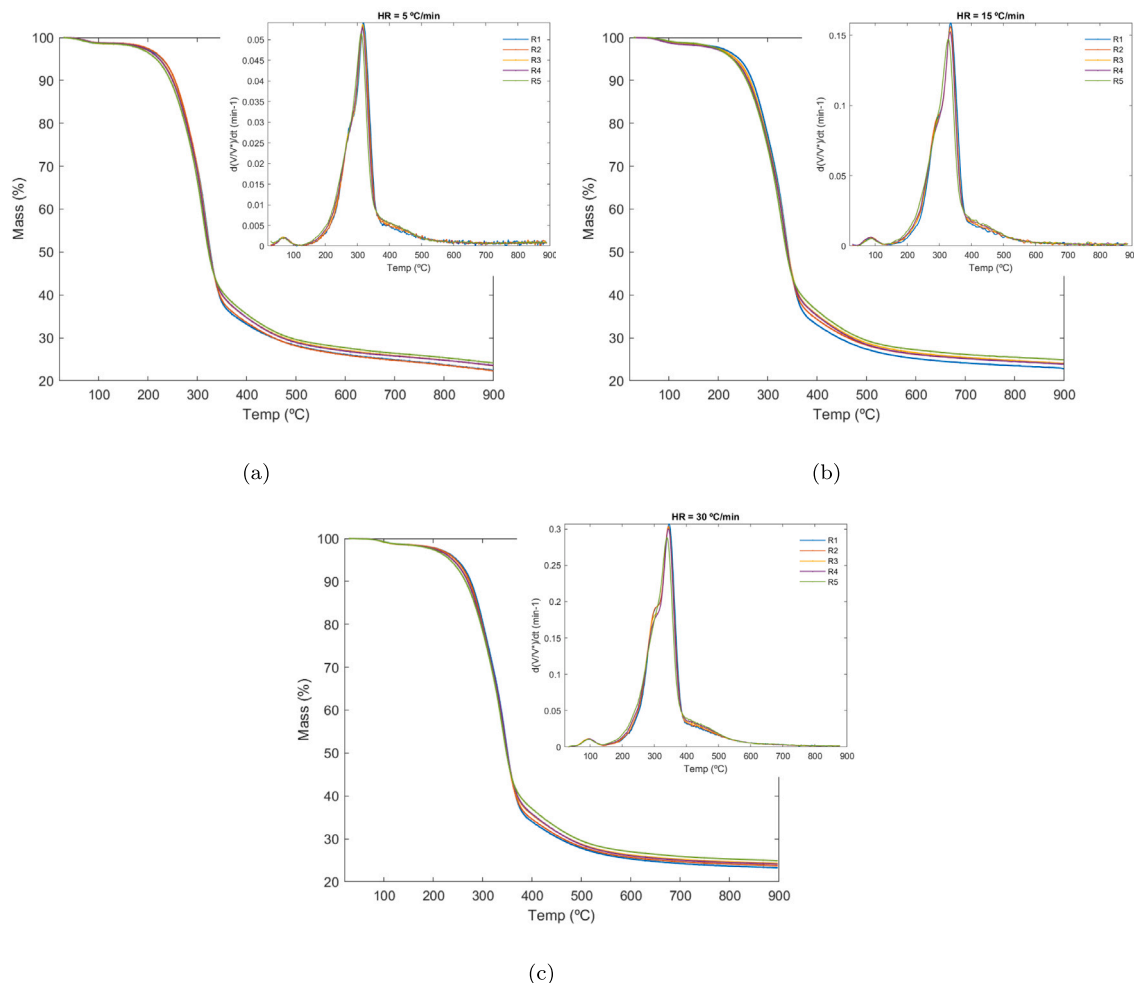 HR = 5 ºC/min
100
90
80
70
60
50
40
30
20
Mass (%)
100 200 300 400 500 600 700 800 900
Temp (ºC)
0.05
0.045
0.04
0.035
0.03
0.025
0.02
0.015
0.01
0.005
0
d(V/V*)/dt (min-1)
100 200 300 400 500 600 700 800 900
Temp (ºC)
R1
R2
R3
R4
R5
(a)
HR = 15 ºC/min
100
90
80
70
60
50
40
30
20
Mass (%)
100 200 300 400 500 600 700 800 900
Temp (ºC)
0.15
0.1
0.05
0
d(V/V*)/dt (min-1)
100 200 300 400 500 600 700 800 900
Temp (ºC)
R1
R2
R3
R4
R5
(b)
HR = 30 ºC/min
100
90
80
70
60
50
40
30
20
Mass (%)
100 200 300 400 500 600 700 800 900
Temp (ºC)
0.3
0.25
0.2
0.15
0.1
0.05
0
d(V/V*)/dt (min-1)
100 200 300 400 500 600 700 800 900
Temp (ºC)
R1
R2
R3
R4
R5
(c)